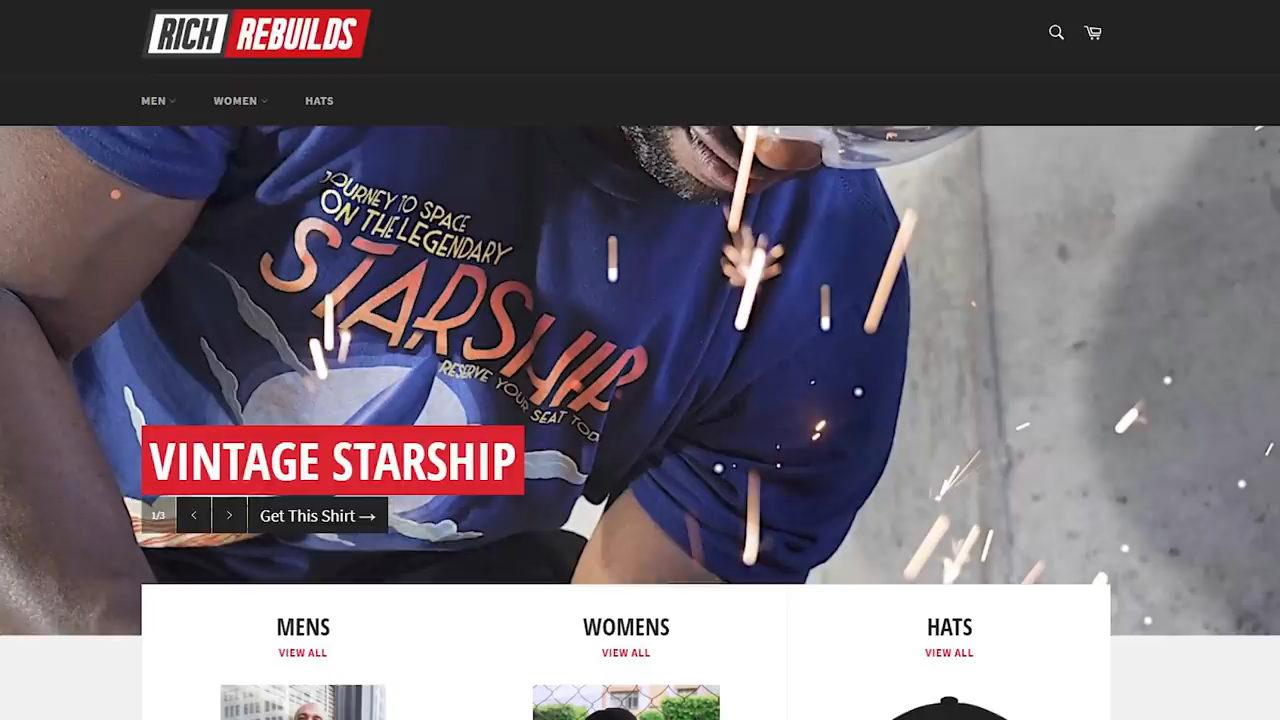 RICH REBUILDS
MEN WOMEN HATS
JOURNEY TO SPACE
ON THE LEGENDARY
STARSHIP
RESERVE YOUR SEAT TOD
VINTAGE STARSHIP
1/3 < > Get This Shirt →
MENS WOMENS HATS
VIEW ALL VIEW ALL VIEW ALL